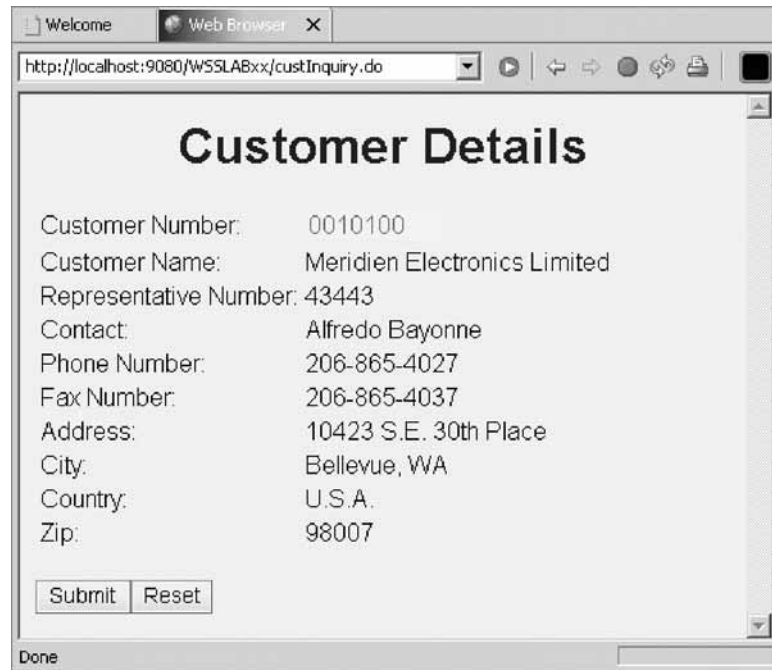 Welcome
Web Browser
http://localhost:9080/WSSLABxx/custInquiry.do
Customer Details
Customer Number: 0010100
Customer Name: Meridien Electronics Limited
Representative Number: 43443
Contact: Alfredo Bayonne
Phone Number: 206-865-4027
Fax Number: 206-865-4037
Address: 10423 S.E. 30th Place
City: Bellevue, WA
Country: U.S.A.
Zip: 98007
Submit Reset
Done